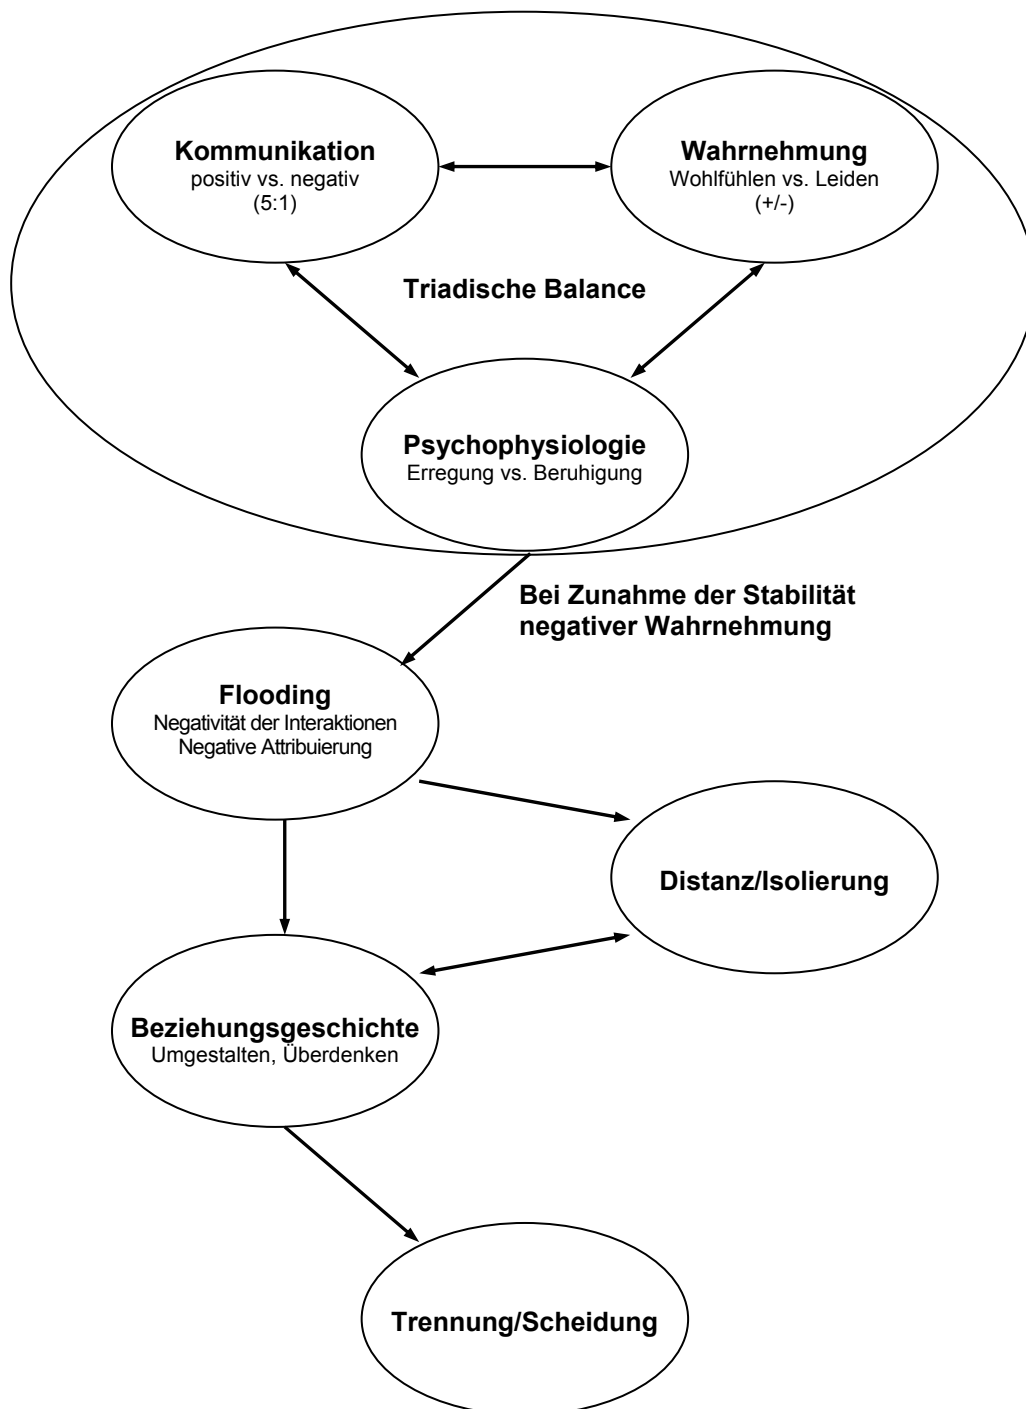 Kommunikation
positiv vs. negativ
(5:1)
Wahrnehmung
Wohlfühlen vs. Leiden
(+/-)
Triadische Balance
Psychophysiologie
Erregung vs. Beruhigung
Bei Zunahme der Stabilität
negativer Wahrnehmung
Flooding
Negativität der Interaktionen
Negative Attribuierung
Distanz/Isolierung
Beziehungsgeschichte
Umgestalten, Überdenken
Trennung/Scheidung